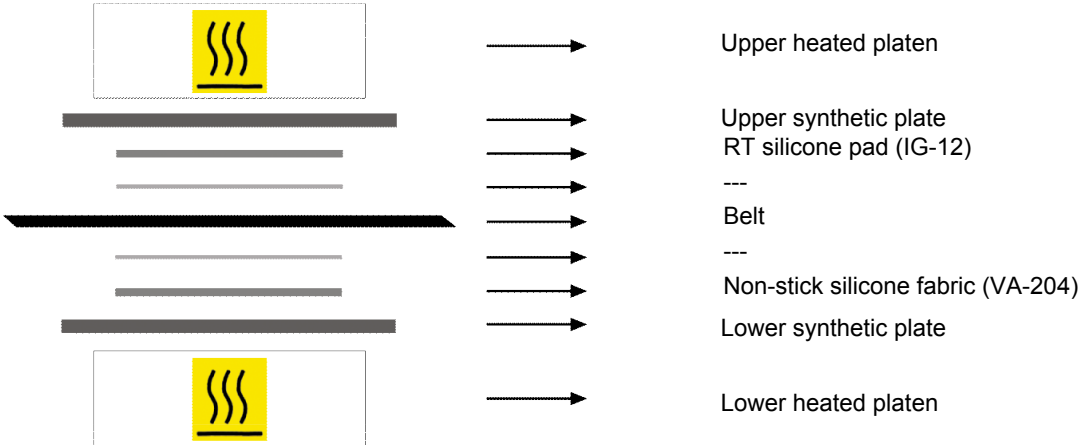 Upper heated platen
Upper synthetic plate
RT silicone pad (IG-12)
---
Belt
---
Non-stick silicone fabric (VA-204)
Lower synthetic plate
Lower heated platen